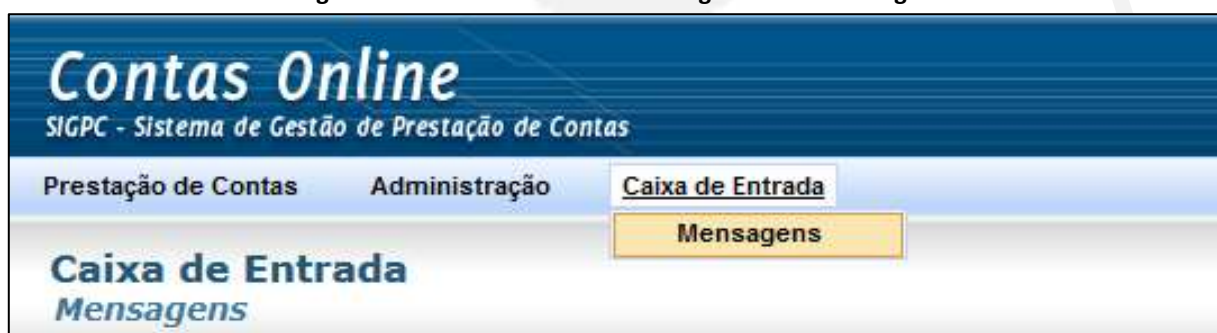 Contas Online
SIGPC - Sistema de Gestão de Prestação de Contas
Prestação de Contas Administração Caixa de Entrada
Mensagens
Caixa de Entrada
Mensagens